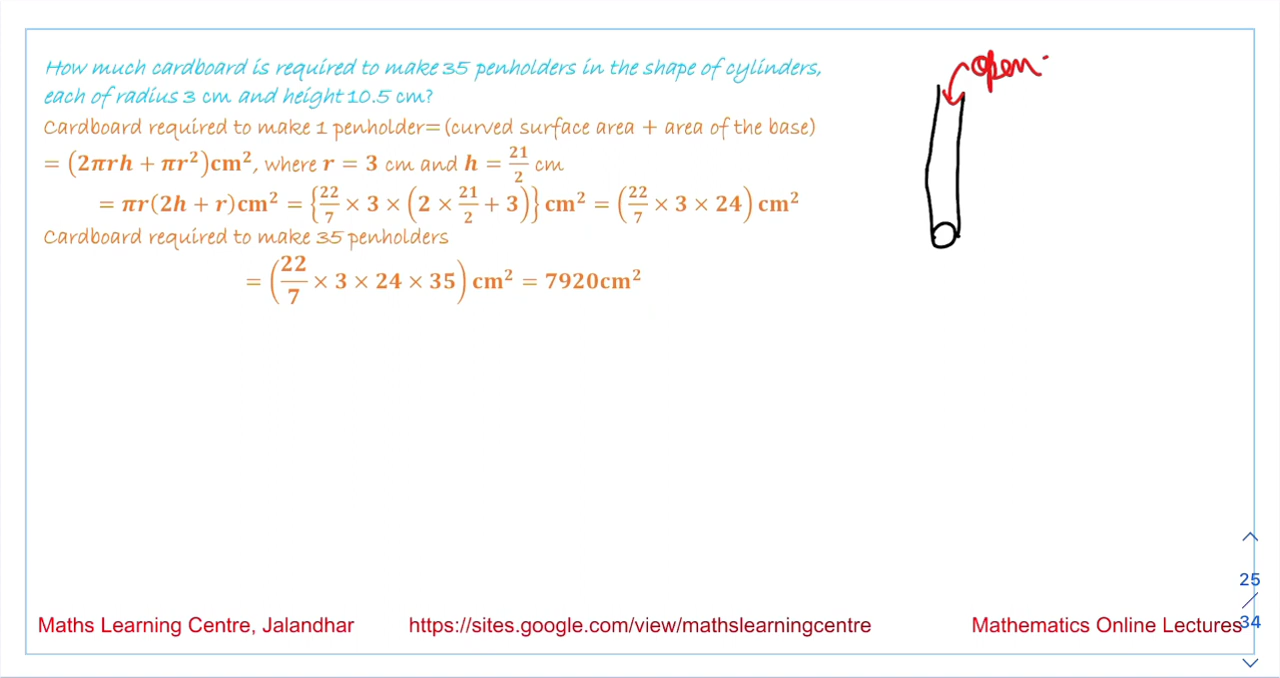 How much cardboard is required to make 35 penholders in the shape of cylinders,
each of radius 3 cm and height 10.5 cm?
Cardboard required to make 1 penholder= (curved surface area + area of the base)
= (2πrh + πr²)cm², where r = 3 cm and h = 21/2 cm
= πr(2h + r)cm² = {22/7 × 3 × (2 × 21/2 + 3)} cm² = (22/7 × 3 × 24) cm²
Cardboard required to make 35 penholders
= (22/7 × 3 × 24 × 35) cm² = 7920cm²
open.
25
/
34
Maths Learning Centre, Jalandhar
https://sites.google.com/view/mathslearningcentre
Mathematics Online Lectures